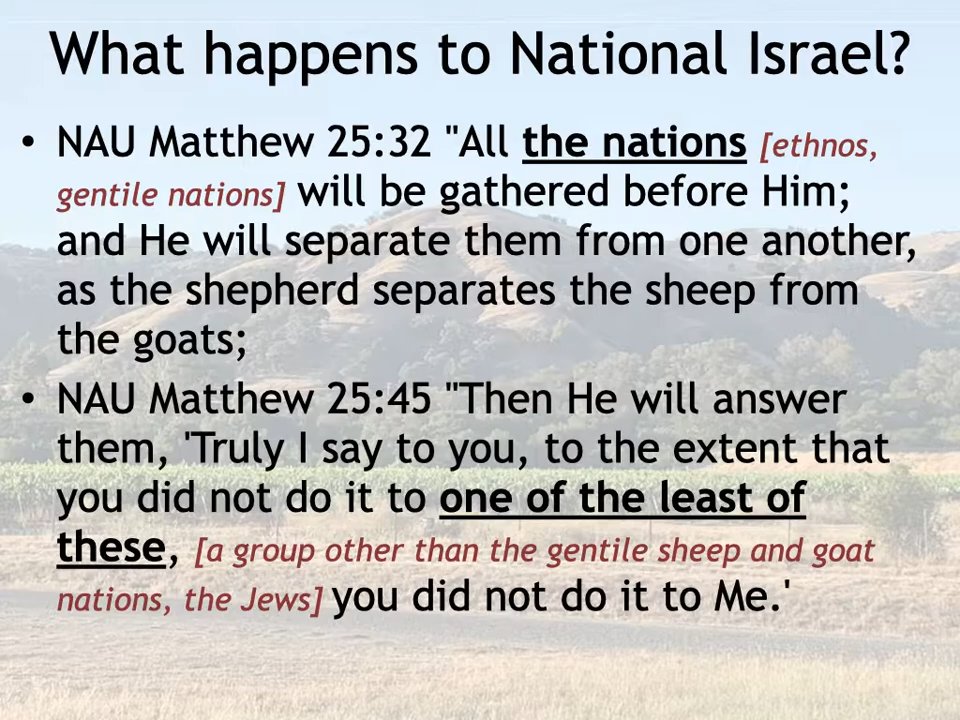 What happens to National Israel?
• NAU Matthew 25:32 "All the nations [ethnos,
gentile nations] will be gathered before Him;
and He will separate them from one another,
as the shepherd separates the sheep from
the goats;
• NAU Matthew 25:45 "Then He will answer
them, 'Truly I say to you, to the extent that
you did not do it to one of the least of
these, [a group other than the gentile sheep and goat
nations, the Jews] you did not do it to Me.'